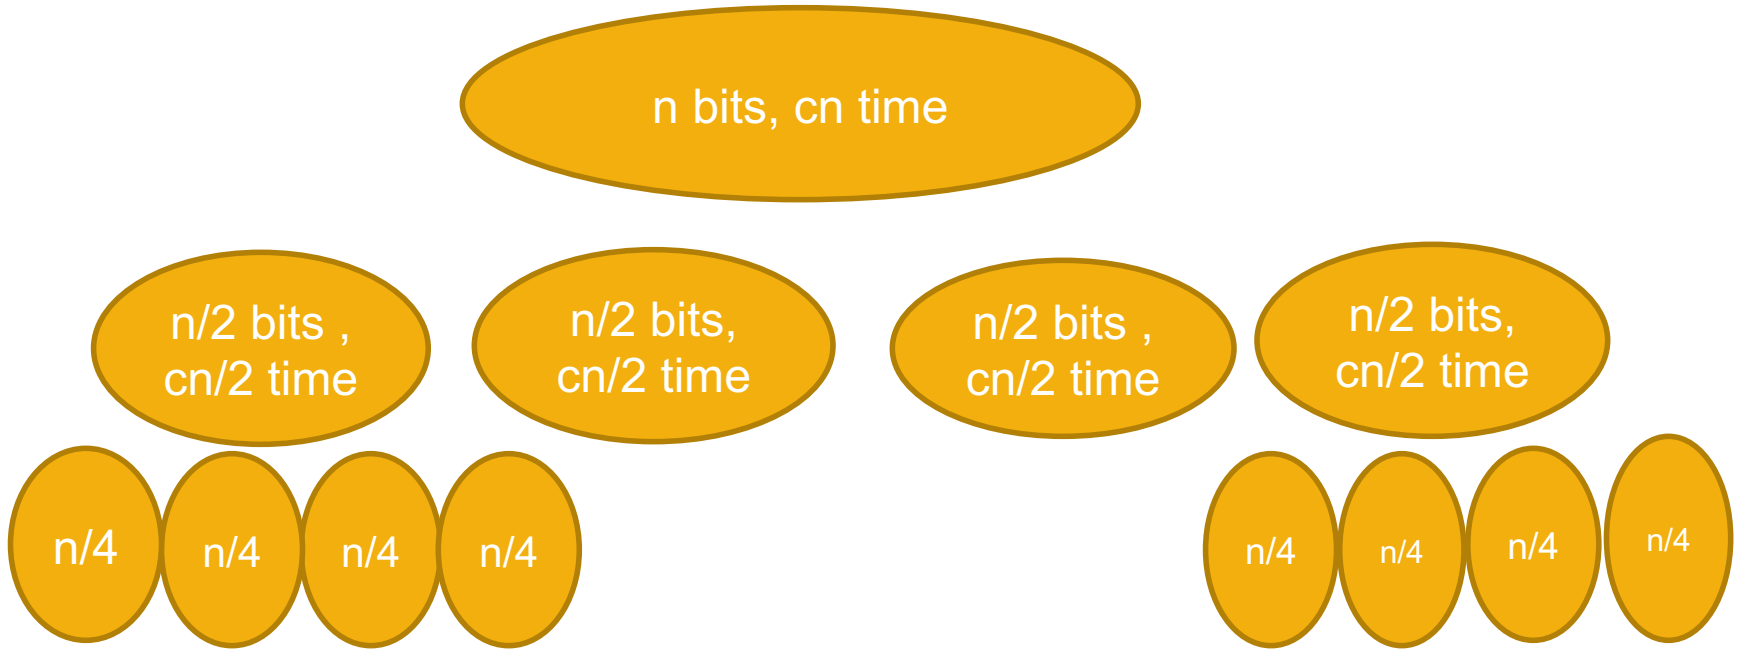 n bits, cn time
n/2 bits ,
cn/2 time
n/2 bits,
cn/2 time
n/2 bits ,
cn/2 time
n/2 bits,
cn/2 time
n/4
n/4
n/4
n/4
n/4
n/4
n/4
n/4